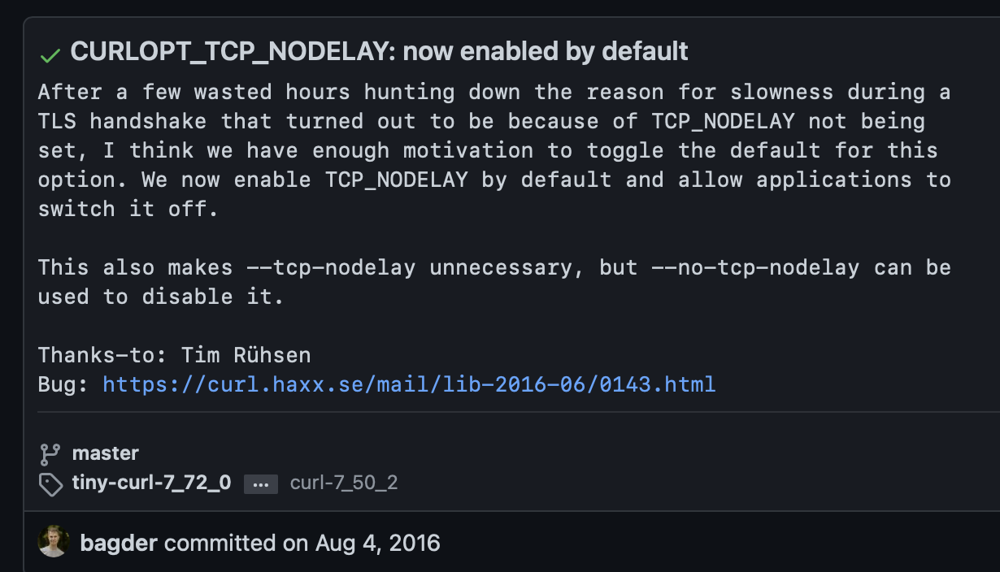 CURLOPT_TCP_NODELAY: now enabled by default
After a few wasted hours hunting down the reason for slowness during a
TLS handshake that turned out to be because of TCP_NODELAY not being
set, I think we have enough motivation to toggle the default for this
option. We now enable TCP_NODELAY by default and allow applications to
switch it off.
This also makes --tcp-nodelay unnecessary, but --no-tcp-nodelay can be
used to disable it.
Thanks-to: Tim Rühsen
Bug: https://curl.haxx.se/mail/lib-2016-06/0143.html
master
tiny-curl-7_72_0 ... curl-7_50_2
bagder committed on Aug 4, 2016